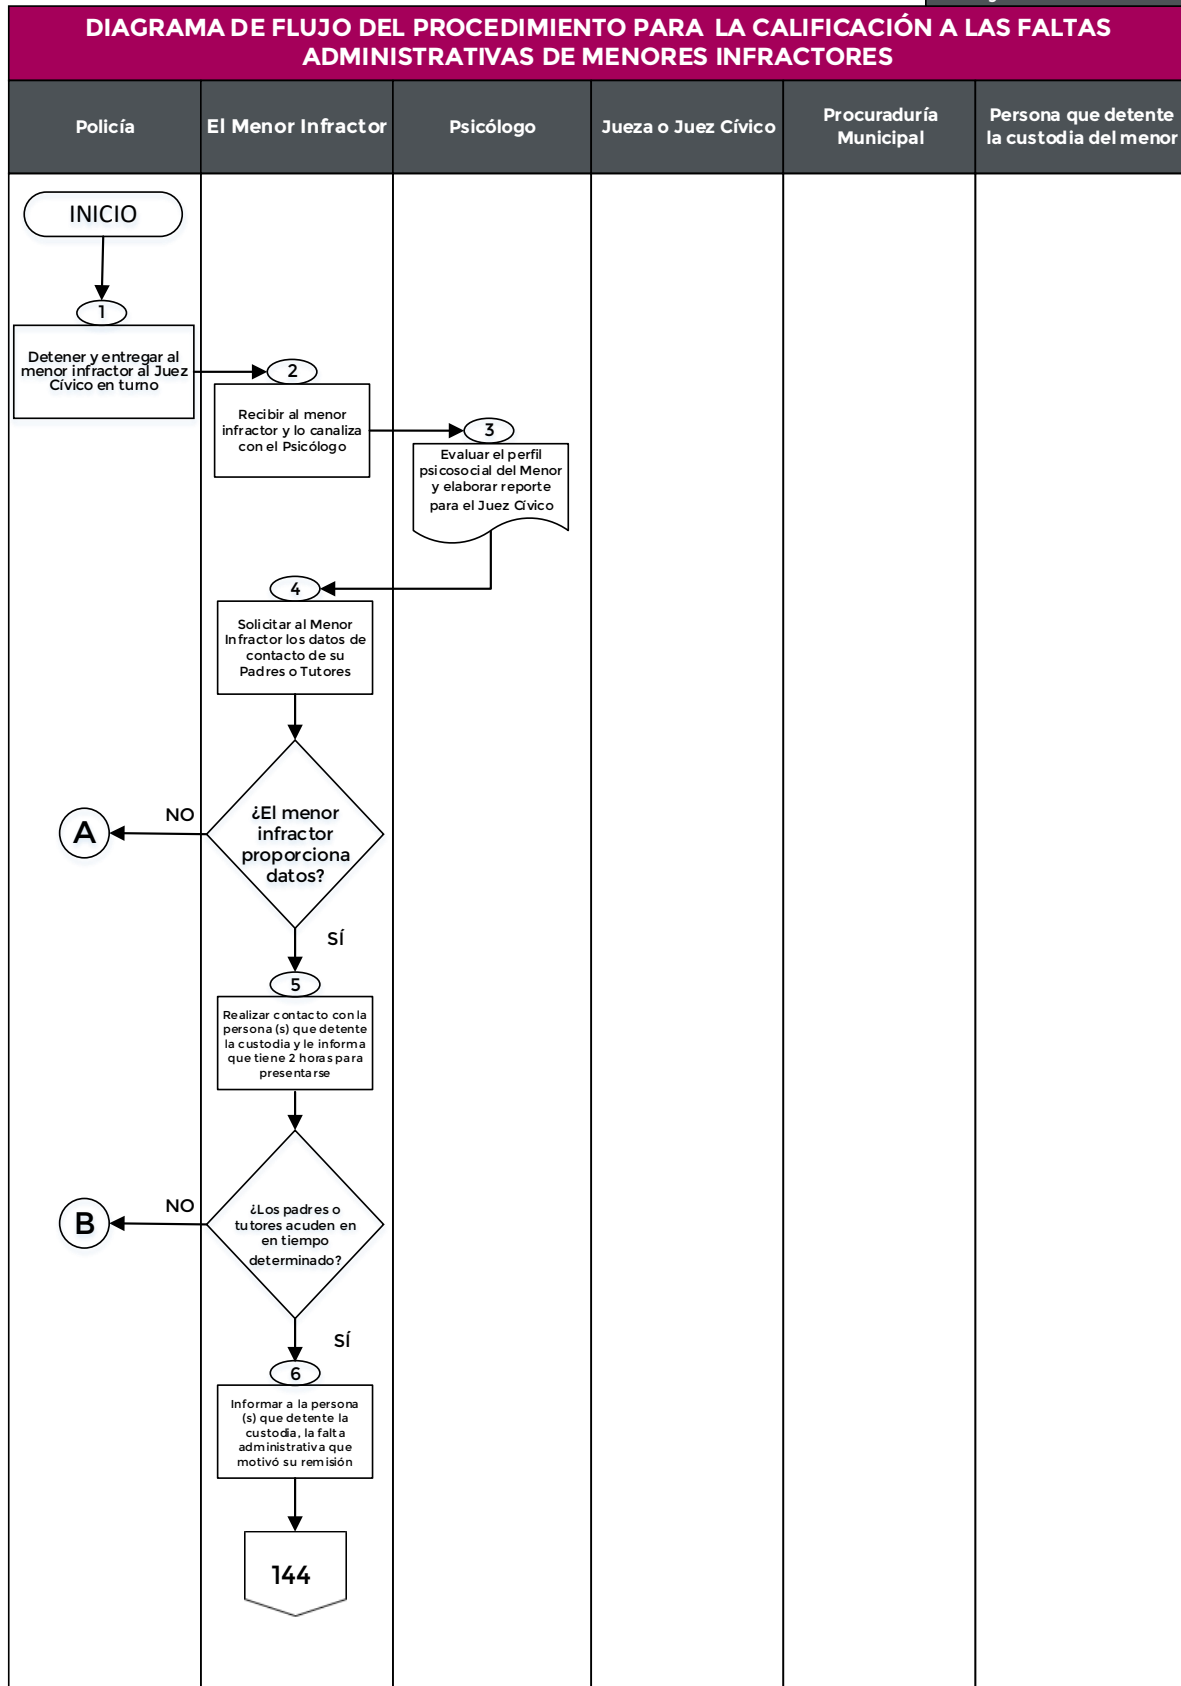 DIAGRAMA DE FLUJO DEL PROCEDIMIENTO PARA LA CALIFICACIÓN A LAS FALTAS
ADMINISTRATIVAS DE MENORES INFRACTORES
Policía
El Menor Infractor
Psicólogo
Jueza o Juez Cívico
Procuraduría
Municipal
Persona que detente
la custodia del menor
INICIO
1
Detener y entregar al
menor infractor al Juez
Cívico en turno
2
Recibir al menor
infractor y lo canaliza
con el Psicólogo
3
Evaluar el perfil
psicosocial del Menor
y elaborar reporte
para el Juez Cívico
4
Solicitar al Menor
Infractor los datos de
contacto de su
Padres o Tutores
¿El menor
infractor
proporciona
datos?
NO
A
SÍ
5
Realizar contacto con la
persona (s) que detente
la custodia y le informa
que tiene 2 horas para
presentarse
¿Los padres o
tutores acuden en
en tiempo
determinado?
NO
B
SÍ
6
Informar a la persona
(s) que detente la
custodia, la falta
administrativa que
motivó su remisión
144